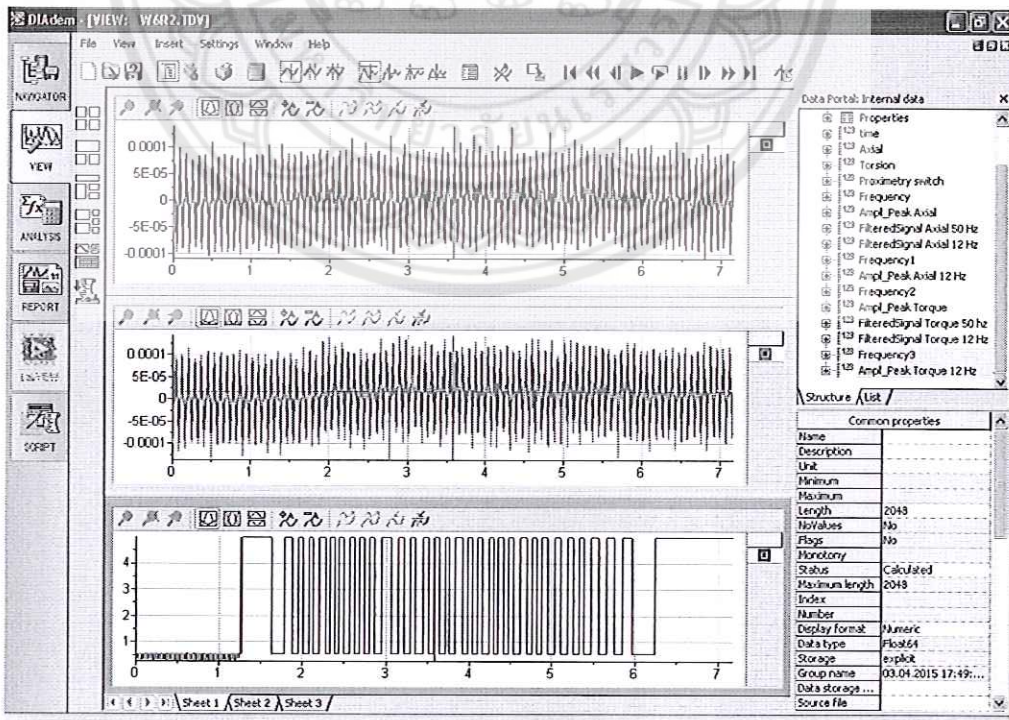 DIAdem - [VIEW: W6R2.TDV]
File View Insert Settings Window Help
NAVIGATOR
VIEW
ANALYSIS
REPORT
SCRIPT
0.0001
5E-05
0
-5E-05
-0.0001
0 1 2 3 4 5 6 7
0.0001
5E-05
0
-5E-05
-0.0001
0 1 2 3 4 5 6 7
4
3
2
1
0 1 2 3 4 5 6 7
Sheet 1 Sheet 2 Sheet 3
Data Portal: Internal data
Properties
time
Axial
Torsion
Proximetry switch
Frequency
Ampl_Peak Axial
FilteredSignal Axial 50 Hz
FilteredSignal Axial 12 Hz
Frequency1
Ampl_Peak Axial 12 Hz
Frequency2
Ampl_Peak Torque
FilteredSignal Torque 50 hz
FilteredSignal Torque 12 Hz
Frequency3
Ampl_Peak Torque 12 Hz
Structure List
Common properties
Name
Description
Unit
Minimum
Maximum
Length 2048
NoValues No
Flags No
Monotony
Status Calculated
Maximum length 2048
Index
Number
Display format Numeric
Data type Float64
Storage explicit
Group name 03.04.2015 17:49:...
Data storage ...
Source file